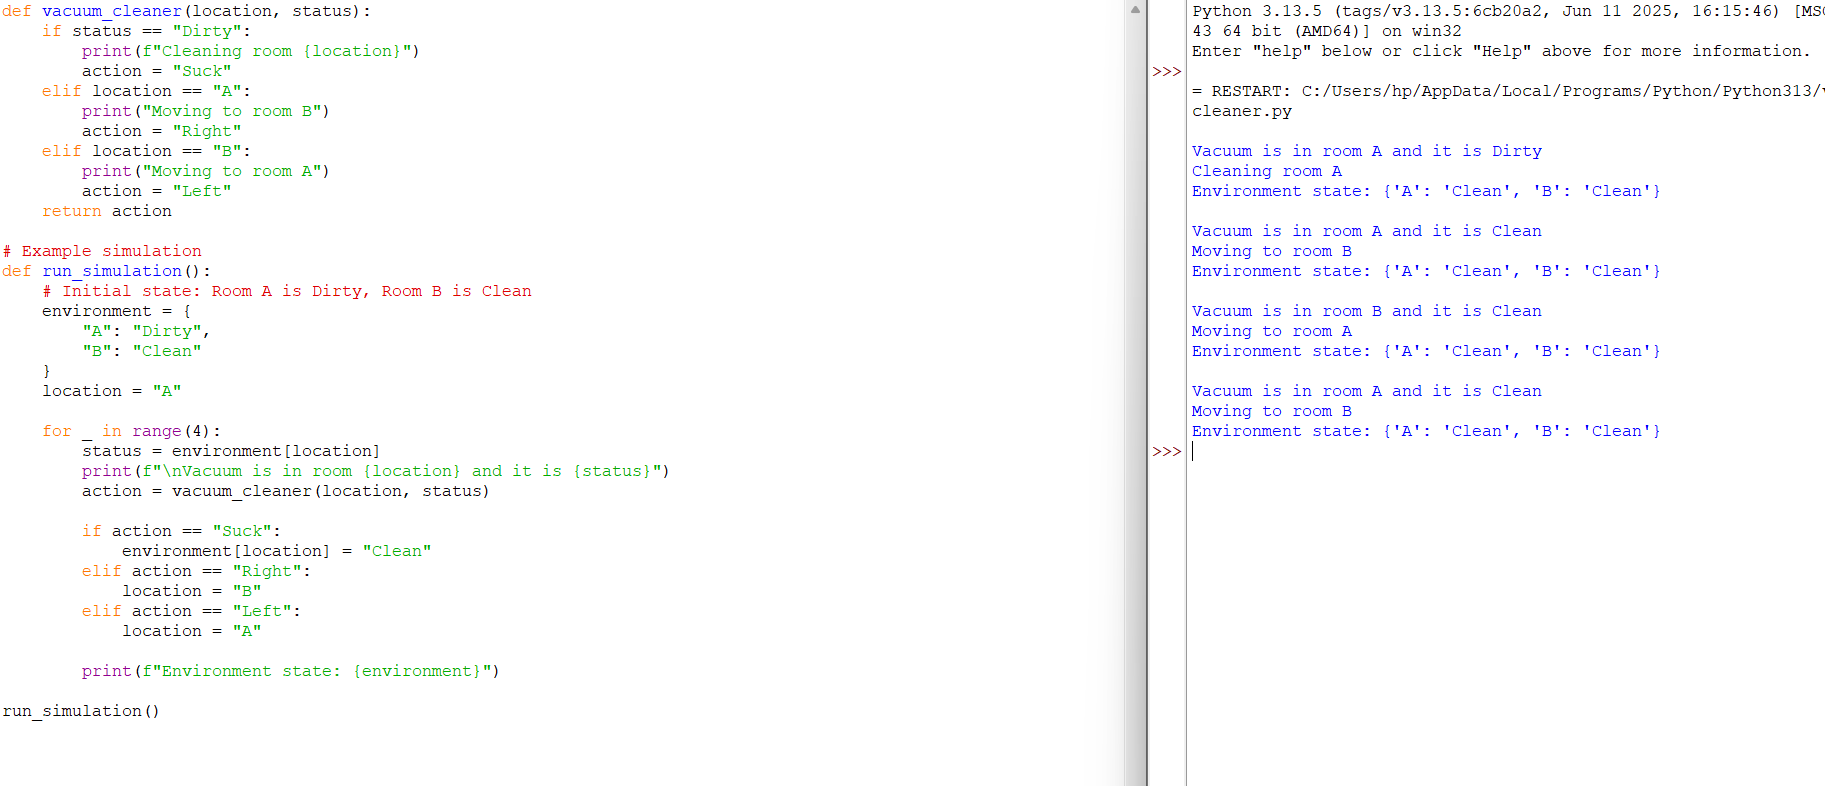 def vacuum_cleaner(location, status):
    if status == "Dirty":
        print(f"Cleaning room {location}")
        action = "Suck"
    elif location == "A":
        print("Moving to room B")
        action = "Right"
    elif location == "B":
        print("Moving to room A")
        action = "Left"
    return action

# Example simulation
def run_simulation():
    # Initial state: Room A is Dirty, Room B is Clean
    environment = {
        "A": "Dirty",
        "B": "Clean"
    }
    location = "A"

    for _ in range(4):
        status = environment[location]
        print(f"\nVacuum is in room {location} and it is {status}")
        action = vacuum_cleaner(location, status)

        if action == "Suck":
            environment[location] = "Clean"
        elif action == "Right":
            location = "B"
        elif action == "Left":
            location = "A"

        print(f"Environment state: {environment}")

run_simulation()

Python 3.13.5 (tags/v3.13.5:6cb20a2, Jun 11 2025, 16:15:46) [MSC
43 64 bit (AMD64)] on win32
Enter "help" below or click "Help" above for more information.
>>>
= RESTART: C:/Users/hp/AppData/Local/Programs/Python/Python313/
cleaner.py

Vacuum is in room A and it is Dirty
Cleaning room A
Environment state: {'A': 'Clean', 'B': 'Clean'}

Vacuum is in room A and it is Clean
Moving to room B
Environment state: {'A': 'Clean', 'B': 'Clean'}

Vacuum is in room B and it is Clean
Moving to room A
Environment state: {'A': 'Clean', 'B': 'Clean'}

Vacuum is in room A and it is Clean
Moving to room B
Environment state: {'A': 'Clean', 'B': 'Clean'}
>>>